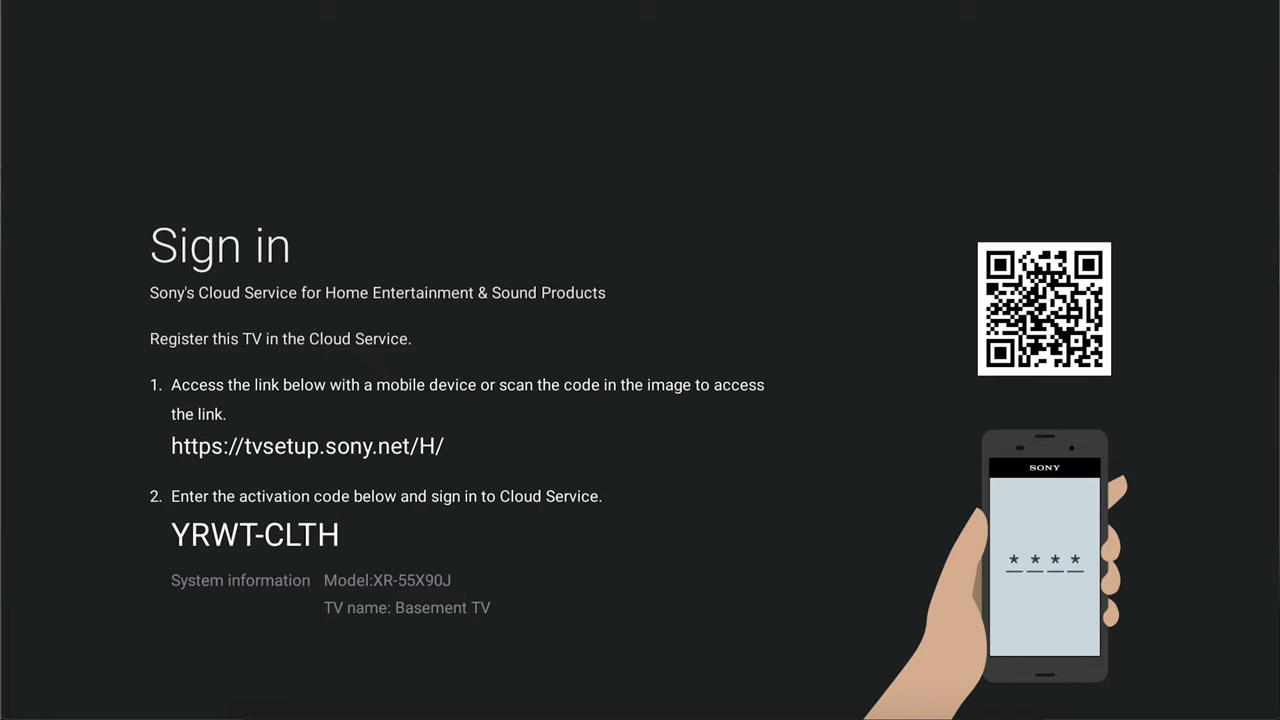 Sign in
Sony's Cloud Service for Home Entertainment & Sound Products
Register this TV in the Cloud Service.
1. Access the link below with a mobile device or scan the code in the image to access
the link.
https://tvsetup.sony.net/H/
2. Enter the activation code below and sign in to Cloud Service.
YRWT-CLTH
System information Model:XR-55X90J
TV name: Basement TV
SONY
* * * *